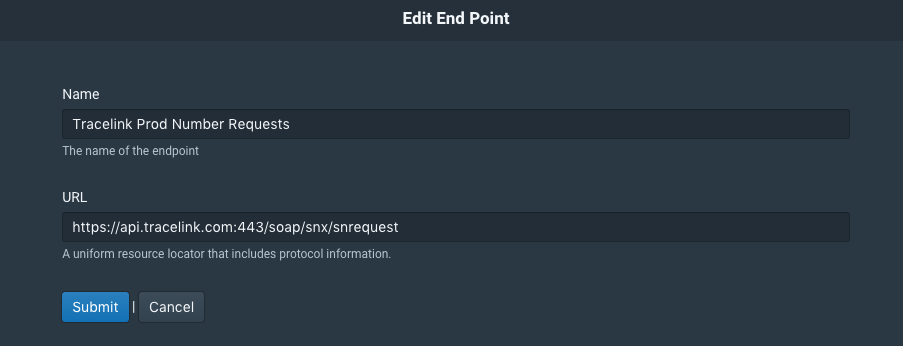 Edit End Point
Name
Tracelink Prod Number Requests
The name of the endpoint
URL
https://api.tracelink.com:443/soap/snx/snrequest
A uniform resource locator that includes protocol information.
Submit | Cancel